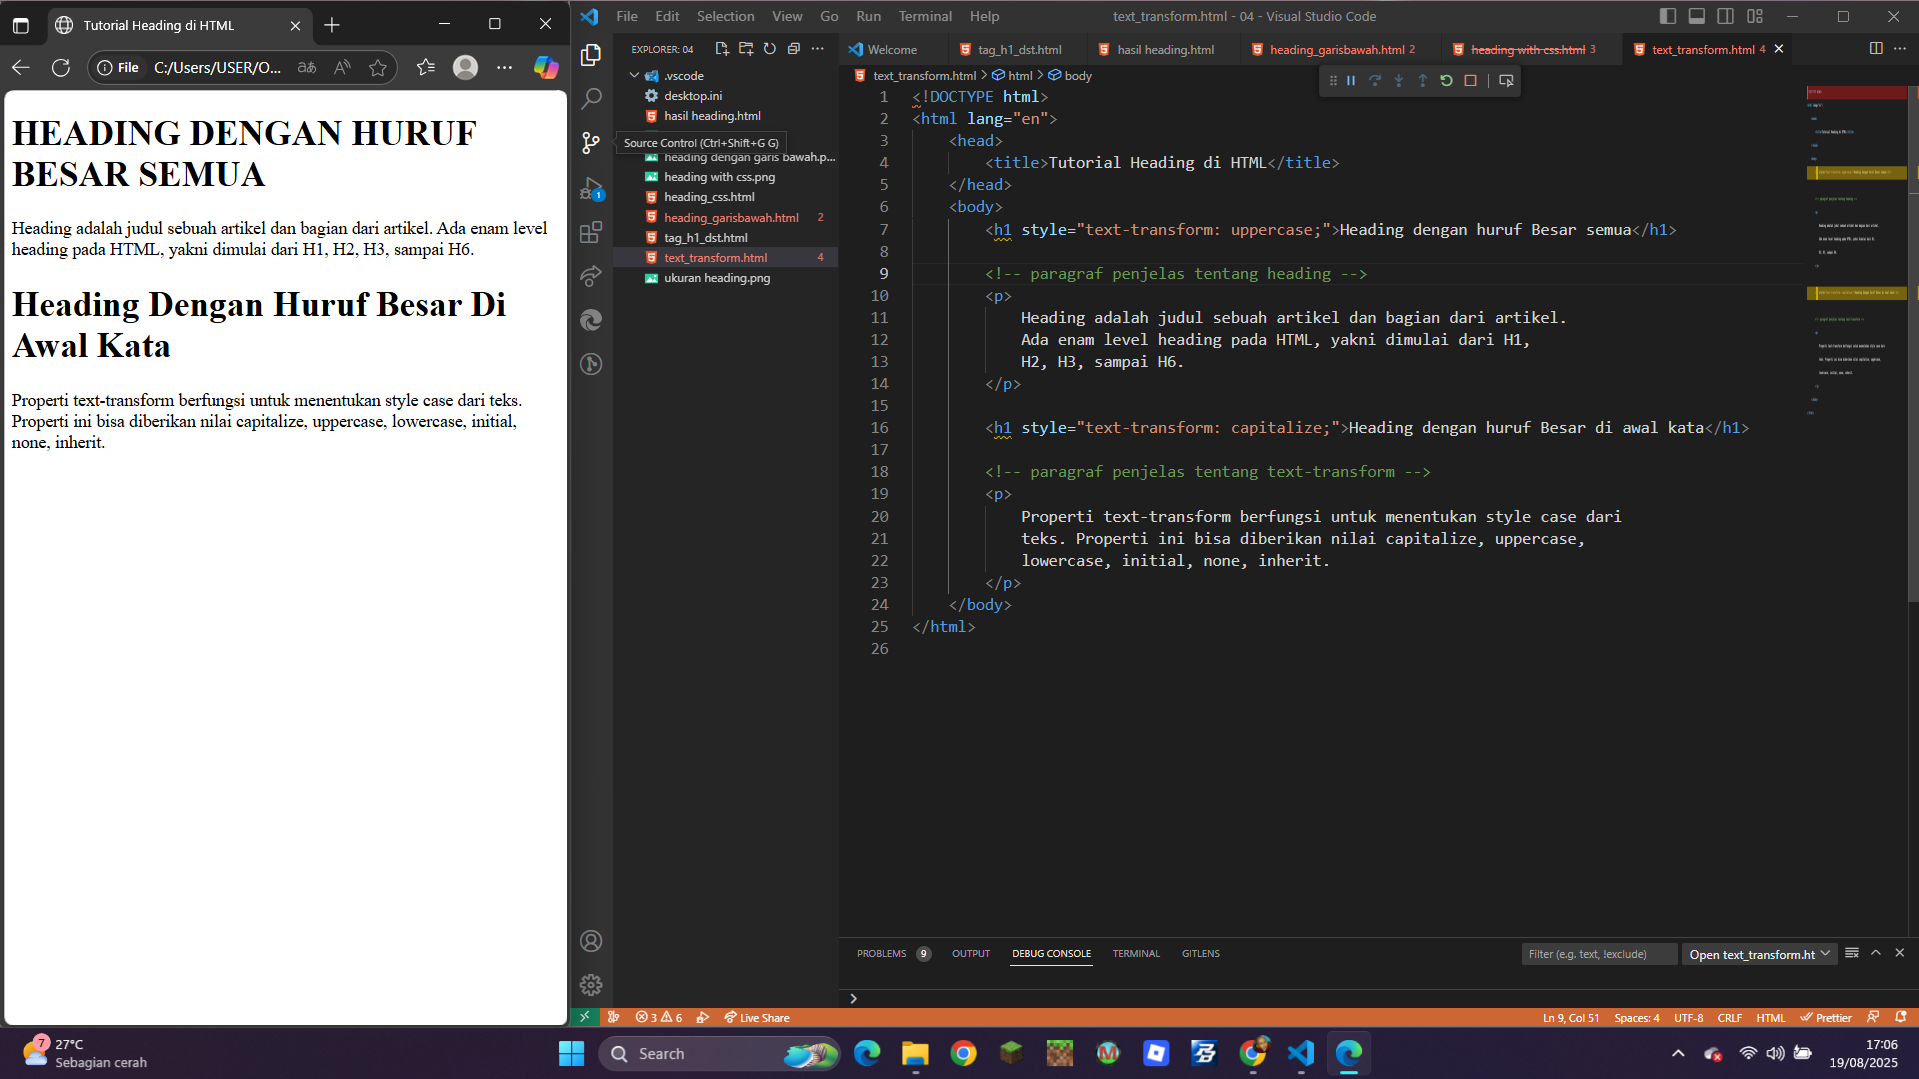 Tutorial Heading di HTML
File
C:/Users/USER/O...
HEADING DENGAN HURUF
BESAR SEMUA
Heading adalah judul sebuah artikel dan bagian dari artikel. Ada enam level
heading pada HTML, yakni dimulai dari H1, H2, H3, sampai H6.
Heading Dengan Huruf Besar Di
Awal Kata
Properti text-transform berfungsi untuk menentukan style case dari teks.
Properti ini bisa diberikan nilai capitalize, uppercase, lowercase, initial,
none, inherit.
File Edit Selection View Go Run Terminal Help
text_transform.html - 04 - Visual Studio Code
EXPLORER: 04
.vscode
desktop.ini
hasil heading.html
Source Control (Ctrl+Shift+G G)
heading dengan garis bawah.p...
heading with css.png
heading_css.html
heading_garisbawah.html 2
tag_h1_dst.html
text_transform.html 4
ukuran heading.png
1
Welcome
tag_h1_dst.html
hasil heading.html
heading_garisbawah.html 2
heading with css.html 3
text_transform.html 4
text_transform.html > html > body
1 <!DOCTYPE html>
2 <html lang="en">
3 <head>
4 <title>Tutorial Heading di HTML</title>
5 </head>
6 <body>
7 <h1 style="text-transform: uppercase;">Heading dengan huruf Besar semua</h1>
8
9 <!-- paragraf penjelas tentang heading -->
10 <p>
11 Heading adalah judul sebuah artikel dan bagian dari artikel.
12 Ada enam level heading pada HTML, yakni dimulai dari H1,
13 H2, H3, sampai H6.
14 </p>
15
16 <h1 style="text-transform: capitalize;">Heading dengan huruf Besar di awal kata</h1>
17
18 <!-- paragraf penjelas tentang text-transform -->
19 <p>
20 Properti text-transform berfungsi untuk menentukan style case dari
21 teks. Properti ini bisa diberikan nilai capitalize, uppercase,
22 lowercase, initial, none, inherit.
23 </p>
24 </body>
25 </html>
26
PROBLEMS 9 OUTPUT DEBUG CONSOLE TERMINAL GITLENS
Filter (e.g. text, !exclude)
Open text_transform.ht
3 6 Live Share
Ln 9, Col 51 Spaces: 4 UTF-8 CRLF HTML Prettier
7
27°C
Sebagian cerah
Search
17:06
19/08/2025